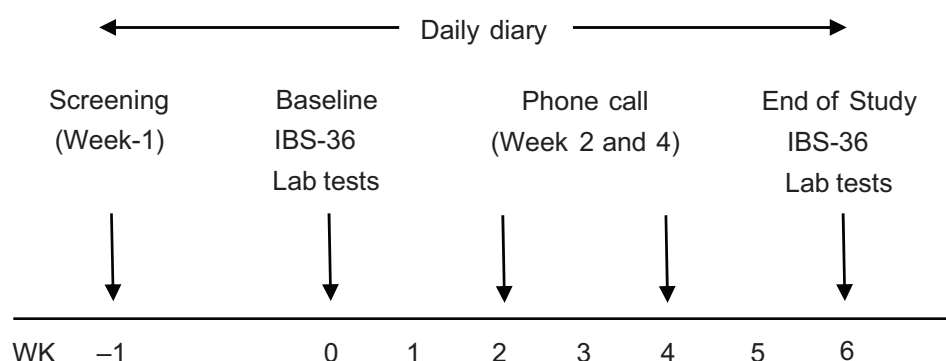 Daily diary
Screening
(Week-1)
Baseline
IBS-36
Lab tests
Phone call
(Week 2 and 4)
End of Study
IBS-36
Lab tests
WK –1 0 1 2 3 4 5 6